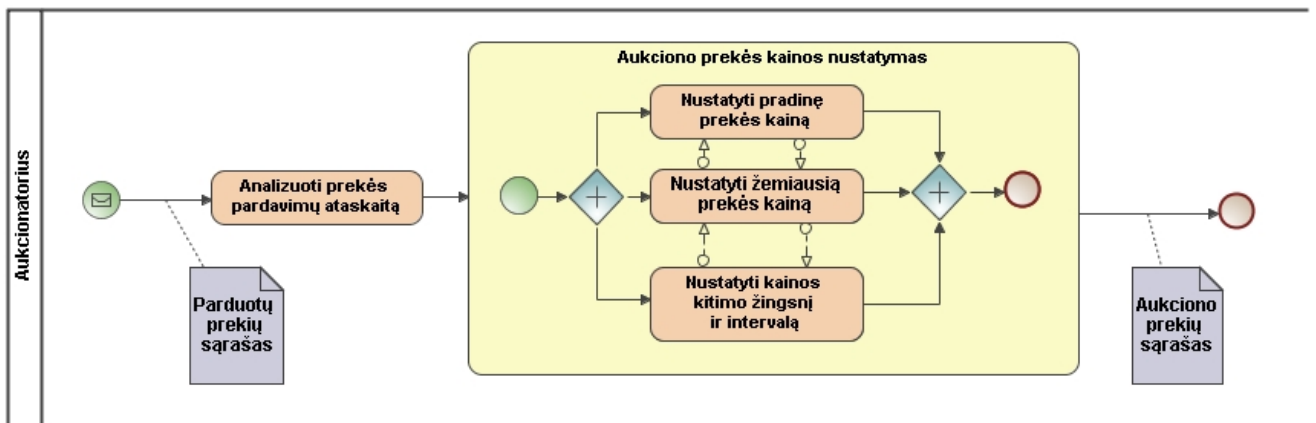 Aukcionatorius
Analizuoti prekės
pardavimų ataskaitą
Parduotų
prekių
sąrašas
Aukciono prekės kainos nustatymas
Nustatyti pradinę
prekės kainą
Nustatyti žemiausią
prekės kainą
Nustatyti kainos
kitimo žingsnį
ir intervalą
Aukciono
prekių
sąrašas